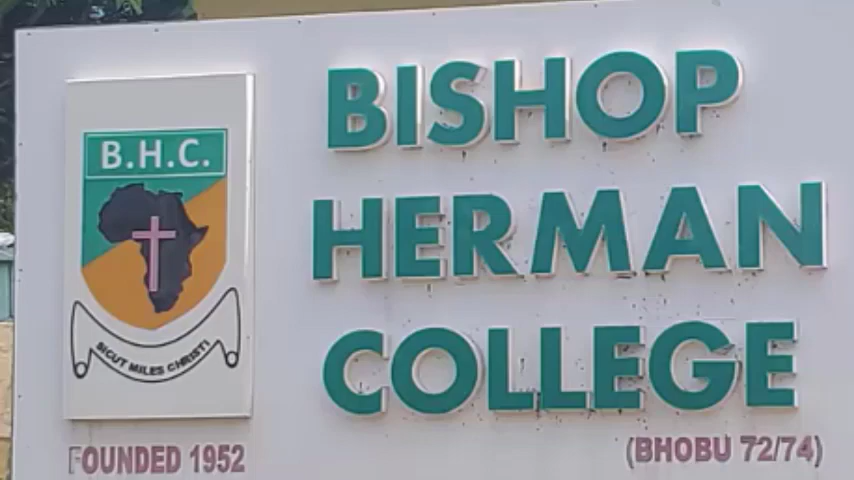 B.H.C.
SICUT MILES CHRISTI
FOUNDED 1952
BISHOP
HERMAN
COLLEGE
(BHOBU 72/74)